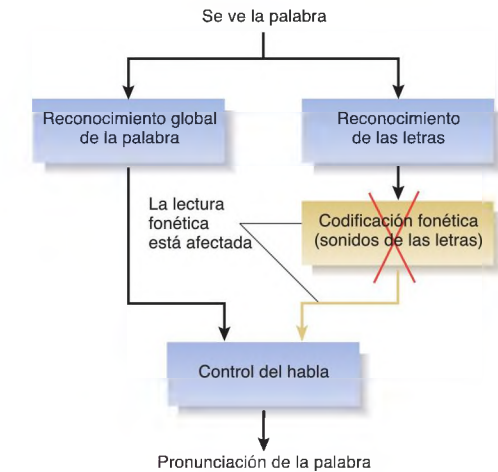 Se ve la palabra
Reconocimiento global
de la palabra
Reconocimiento
de las letras
La lectura
fonética
está afectada
Codificación fonética
(sonidos de las letras)
Control del habla
Pronunciación de la palabra